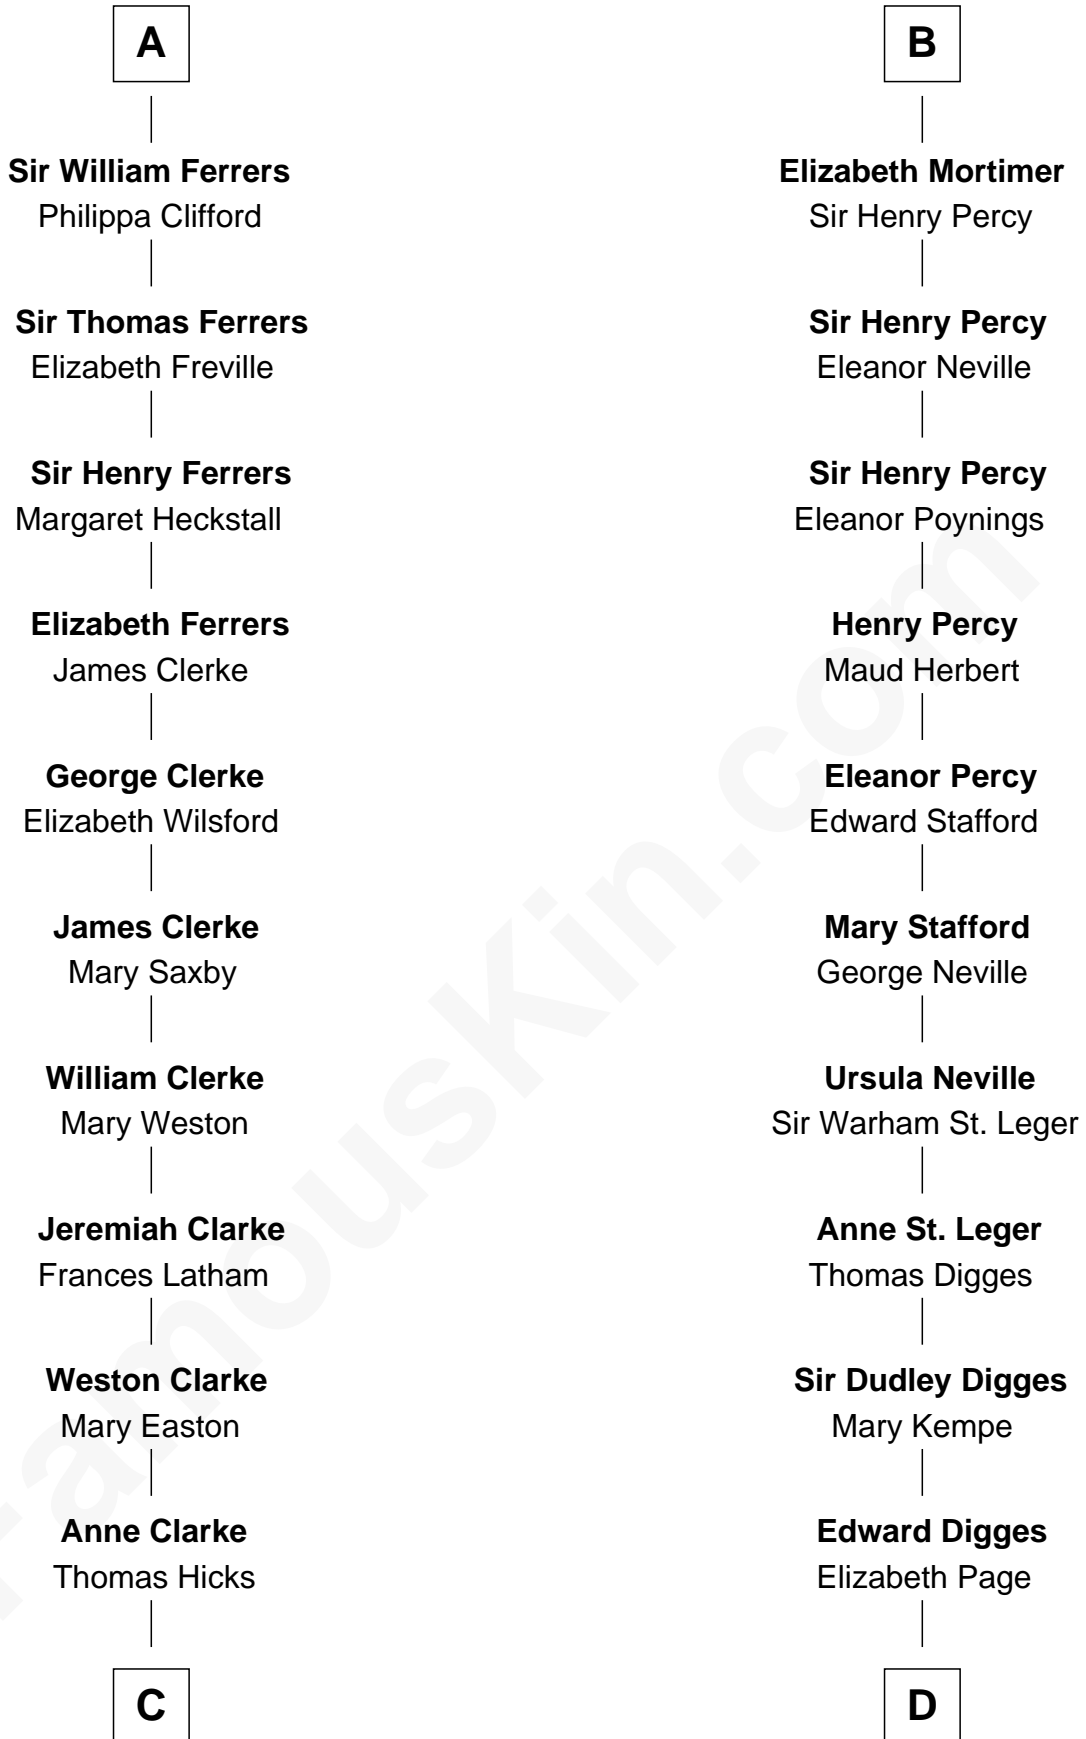 A
Sir William Ferrers
Philippa Clifford
Sir Thomas Ferrers
Elizabeth Freville
Sir Henry Ferrers
Margaret Heckstall
Elizabeth Ferrers
James Clerke
George Clerke
Elizabeth Wilsford
James Clerke
Mary Saxby
William Clerke
Mary Weston
Jeremiah Clarke
Frances Latham
Weston Clarke
Mary Easton
Anne Clarke
Thomas Hicks
C
B
Elizabeth Mortimer
Sir Henry Percy
Sir Henry Percy
Eleanor Neville
Sir Henry Percy
Eleanor Poynings
Henry Percy
Maud Herbert
Eleanor Percy
Edward Stafford
Mary Stafford
George Neville
Ursula Neville
Sir Warham St. Leger
Anne St. Leger
Thomas Digges
Sir Dudley Digges
Mary Kempe
Edward Digges
Elizabeth Page
D
FamousKin.com